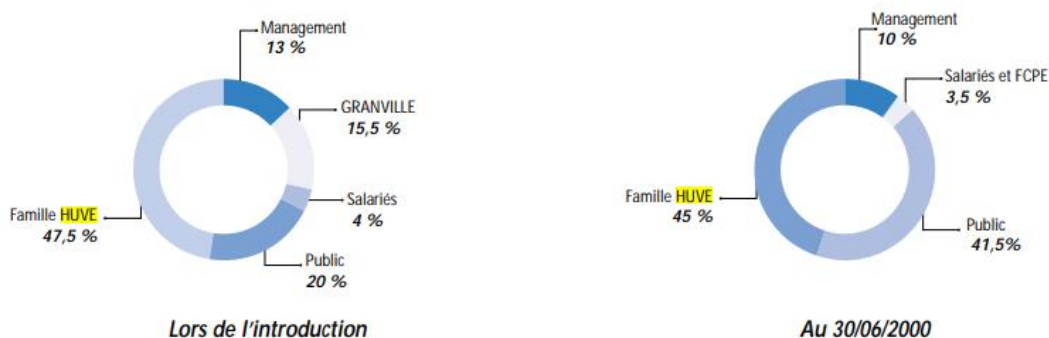 Management
13 %
GRANVILLE
15,5 %
Salariés
4 %
Public
20 %
Famille HUVE
47,5 %
Lors de l'introduction
Management
10 %
Salariés et FCPE
3,5 %
Public
41,5%
Famille HUVE
45 %
Au 30/06/2000